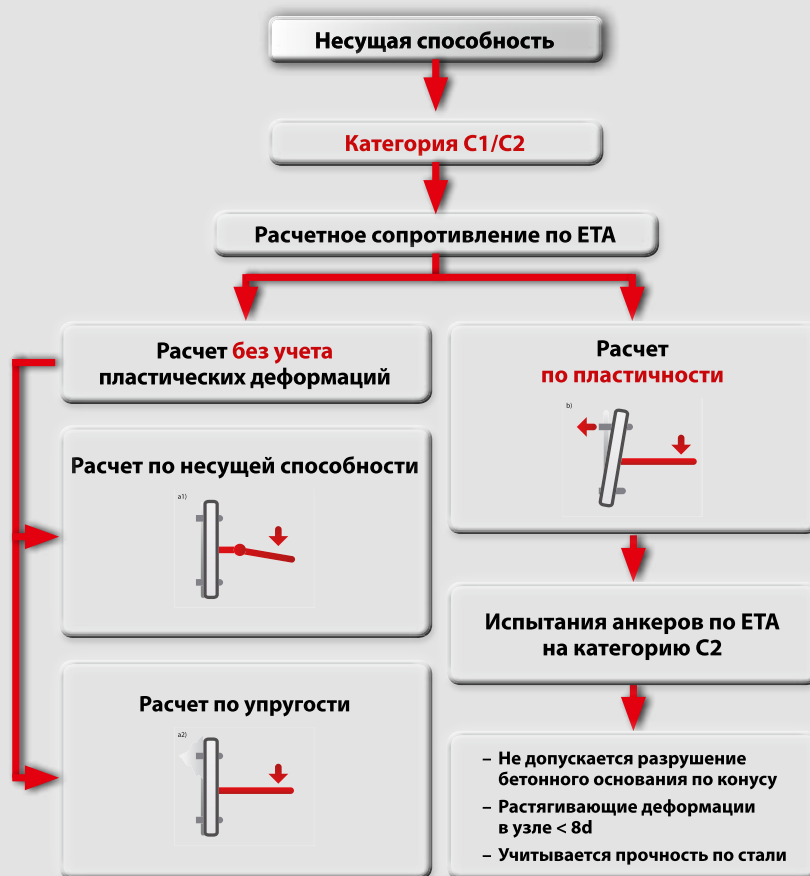 Несущая способность
Категория С1/С2
Расчетное сопротивление по ЕТА
Расчет без учета
пластических деформаций
Расчет по несущей способности
a1)
Расчет по упругости
a2)
Расчет
по пластичности
b)
Испытания анкеров по ЕТА
на категорию С2
– Не допускается разрушение
бетонного основания по конусу
– Растягивающие деформации
в узле < 8d
– Учитывается прочность по стали